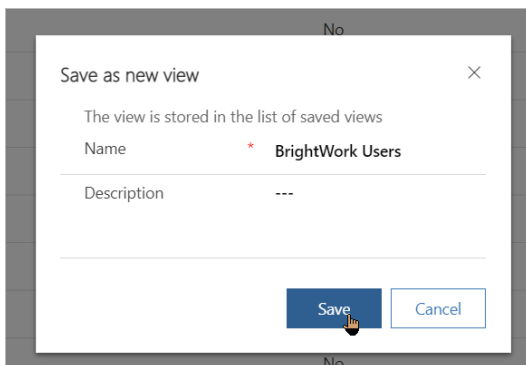 No
Save as new view
The view is stored in the list of saved views
Name * BrightWork Users
Description ---
Save Cancel
No